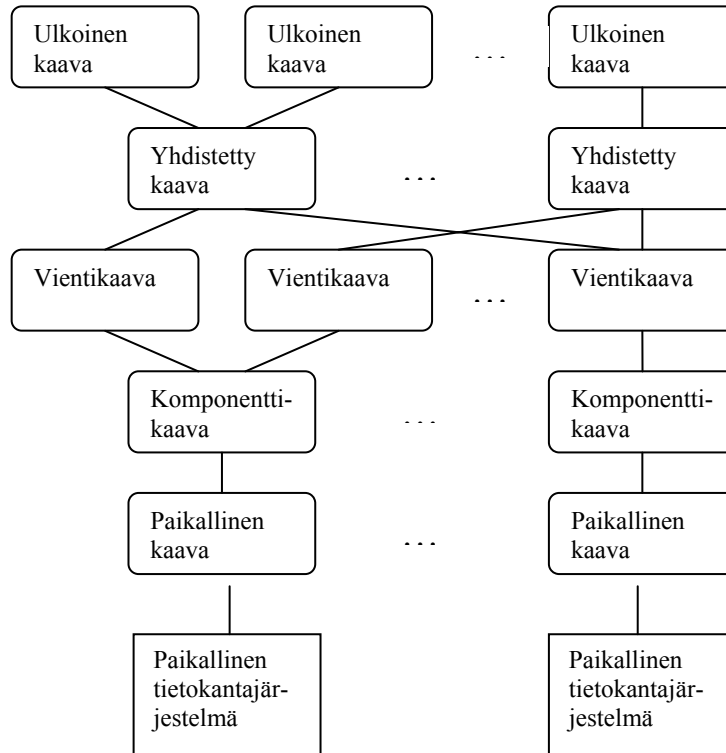 Ulkoinen
kaava
Ulkoinen
kaava
. . .
Ulkoinen
kaava
Yhdistetty
kaava
. . .
Yhdistetty
kaava
Vientikaava
Vientikaava
. . .
Vientikaava
Komponentti-
kaava
. . .
Komponentti-
kaava
Paikallinen
kaava
. . .
Paikallinen
kaava
Paikallinen
tietokantajär-
jestelmä
Paikallinen
tietokantajär-
jestelmä